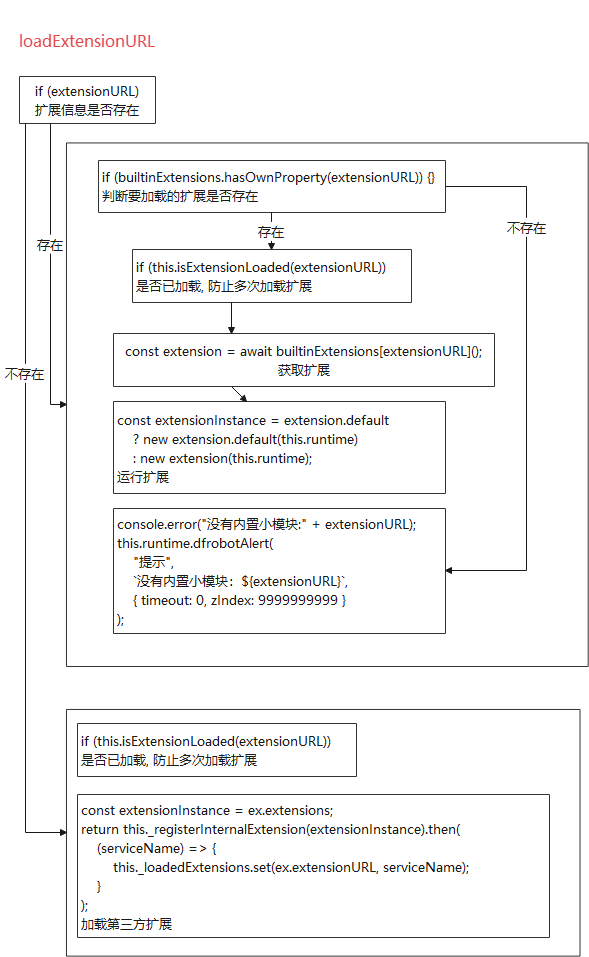 loadExtensionURL
if (extensionURL)
扩展信息是否存在
if (builtinExtensions.hasOwnProperty(extensionURL)) {}
判断要加载的扩展是否存在
不存在
存在
存在
if (this.isExtensionLoaded(extensionURL))
是否已加载, 防止多次加载扩展
const extension = await builtinExtensions[extensionURL]();
获取扩展
不存在
const extensionInstance = extension.default
? new extension.default(this.runtime)
: new extension(this.runtime);
运行扩展
console.error("没有内置小模块:" + extensionURL);
this.runtime.dfrobotAlert(
"提示",
`没有内置小模块：${extensionURL}`,
{ timeout: 0, zIndex: 9999999999 }
);
if (this.isExtensionLoaded(extensionURL))
是否已加载, 防止多次加载扩展
const extensionInstance = ex.extensions;
return this._registerInternalExtension(extensionInstance).then(
(serviceName) => {
this._loadedExtensions.set(ex.extensionURL, serviceName);
}
);
加载第三方扩展